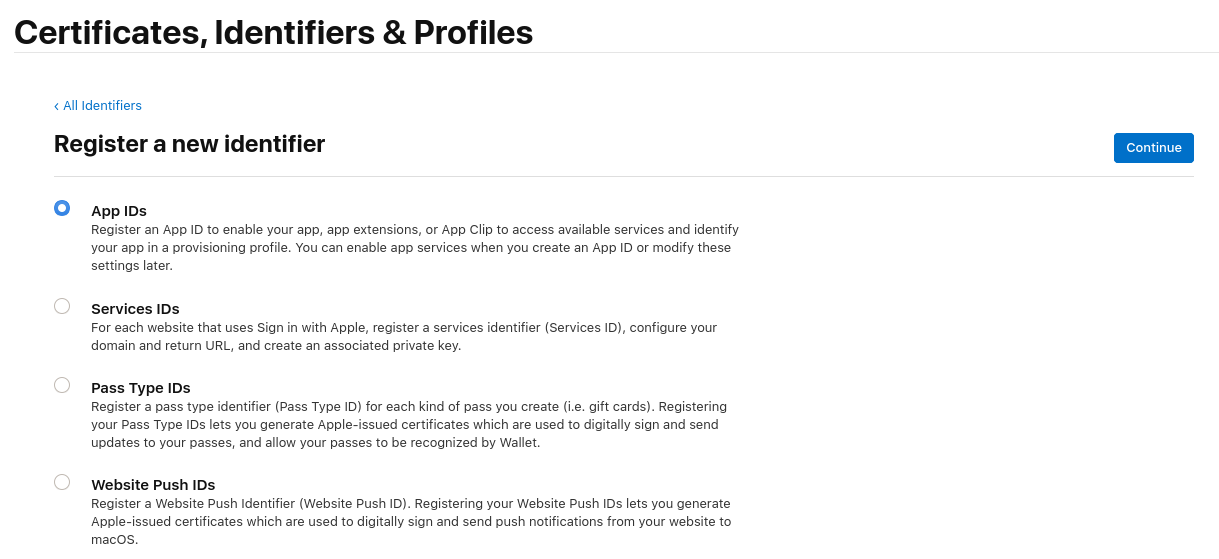 Certificates, Identifiers & Profiles
‹ All Identifiers
Register a new identifier
Continue
App IDs
Register an App ID to enable your app, app extensions, or App Clip to access available services and identify
your app in a provisioning profile. You can enable app services when you create an App ID or modify these
settings later.
Services IDs
For each website that uses Sign in with Apple, register a services identifier (Services ID), configure your
domain and return URL, and create an associated private key.
Pass Type IDs
Register a pass type identifier (Pass Type ID) for each kind of pass you create (i.e. gift cards). Registering
your Pass Type IDs lets you generate Apple-issued certificates which are used to digitally sign and send
updates to your passes, and allow your passes to be recognized by Wallet.
Website Push IDs
Register a Website Push Identifier (Website Push ID). Registering your Website Push IDs lets you generate
Apple-issued certificates which are used to digitally sign and send push notifications from your website to
macOS.